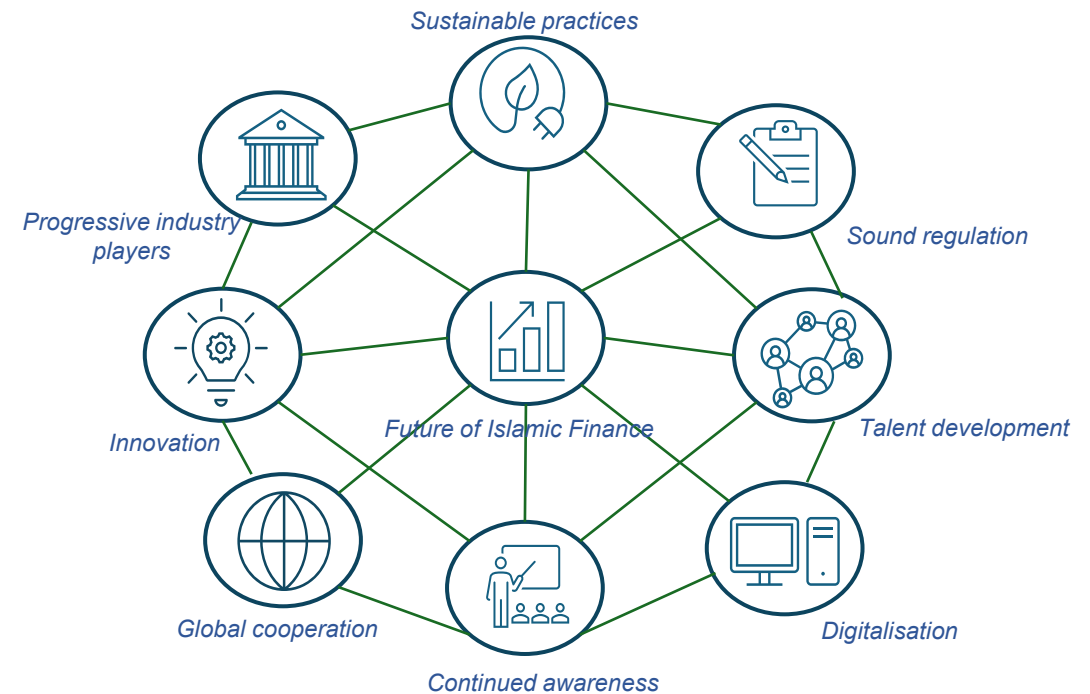 Sustainable practices
Progressive industry
players
Sound regulation
Innovation
Future of Islamic Finance
Talent development
Global cooperation
Digitalisation
Continued awareness